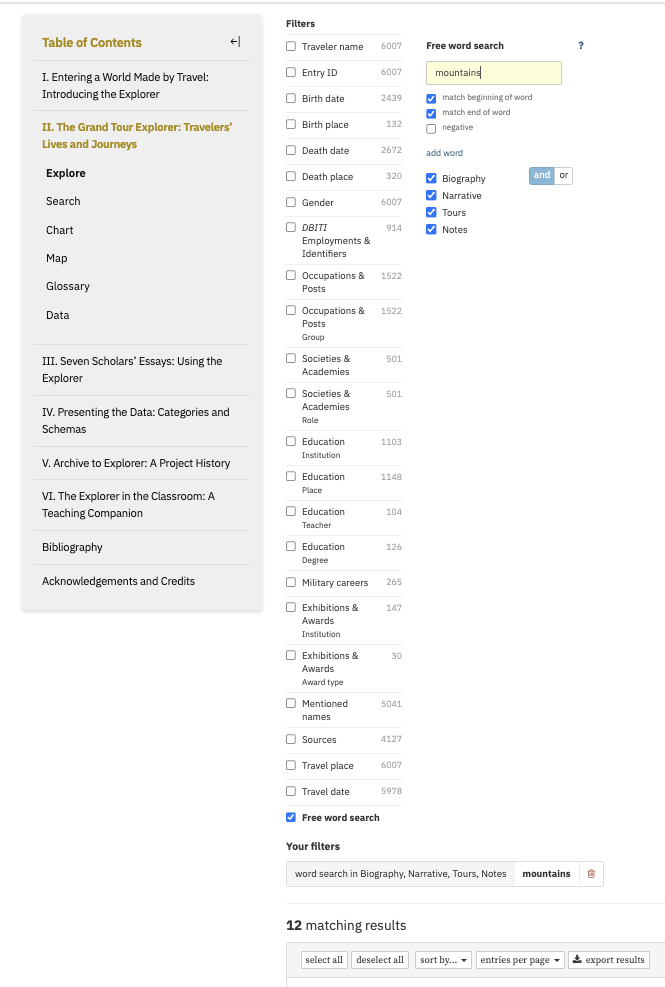 Table of Contents
I. Entering a World Made by Travel:
Introducing the Explorer
II. The Grand Tour Explorer: Travelers’
Lives and Journeys
Explore
Search
Chart
Map
Glossary
Data
III. Seven Scholars’ Essays: Using the
Explorer
IV. Presenting the Data: Categories and
Schemas
V. Archive to Explorer: A Project History
VI. The Explorer in the Classroom: A
Teaching Companion
Bibliography
Acknowledgements and Credits
Filters
Traveler name 6007
Entry ID 6007
Birth date 2439
Birth place 132
Death date 2672
Death place 320
Gender 6007
DBITI 914
Employments &
Identifiers
Occupations & 1522
Posts
Occupations & 1522
Posts
Group
Societies & 501
Academies
Societies & 501
Academies
Role
Education 1103
Institution
Education 1148
Place
Education 104
Teacher
Education 126
Degree
Military careers 265
Exhibitions & 147
Awards
Institution
Exhibitions & 30
Awards
Award type
Mentioned 5041
names
Sources 4127
Travel place 6007
Travel date 5978
Free word search
Free word search ?
mountains
match beginning of word
match end of word
negative
add word
Biography
Narrative
Tours
Notes
and or
Your filters
word search in Biography, Narrative, Tours, Notes mountains
12 matching results
select all deselect all sort by... entries per page export results